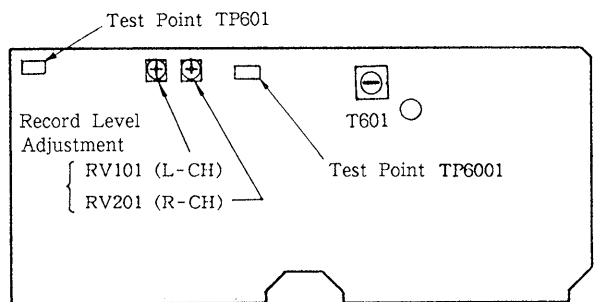 Test Point TP601
T601
Record Level
Adjustment
RV101 (L-CH)
RV201 (R-CH)
Test Point TP6001